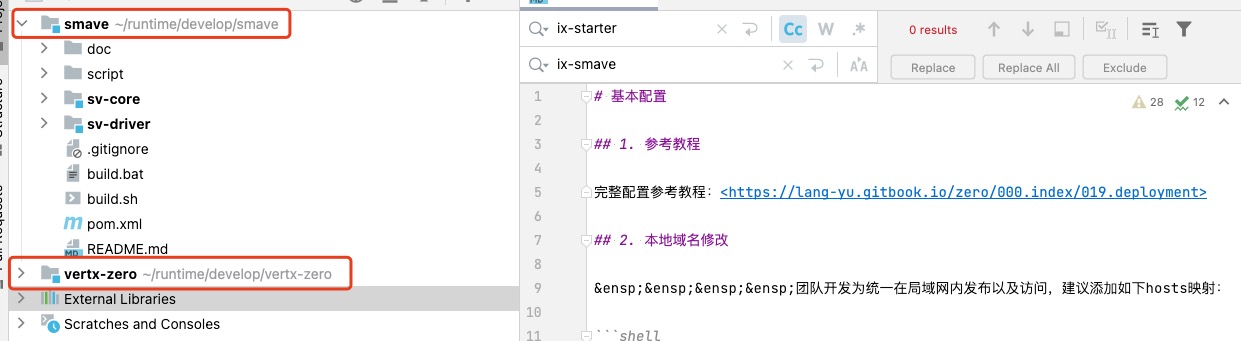 smave ~/runtime/develop/smave
doc
script
sv-core
sv-driver
.gitignore
build.bat
build.sh
pom.xml
README.md
vertx-zero ~/runtime/develop/vertx-zero
External Libraries
Scratches and Consoles
Structure
ix-starter
Cc
W
.*
0 results
ix-smave
Replace
Replace All
Exclude
28
12
1 # 基本配置
2
3 ## 1. 参考教程
4
5 完整配置参考教程：<https://lang-yu.gitbook.io/zero/000.index/019.deployment>
6
7 ## 2. 本地域名修改
8
9 &ensp;&ensp;&ensp;&ensp;团队开发为统一在局域网内发布以及访问，建议添加如下hosts映射：
10
11 ```shell